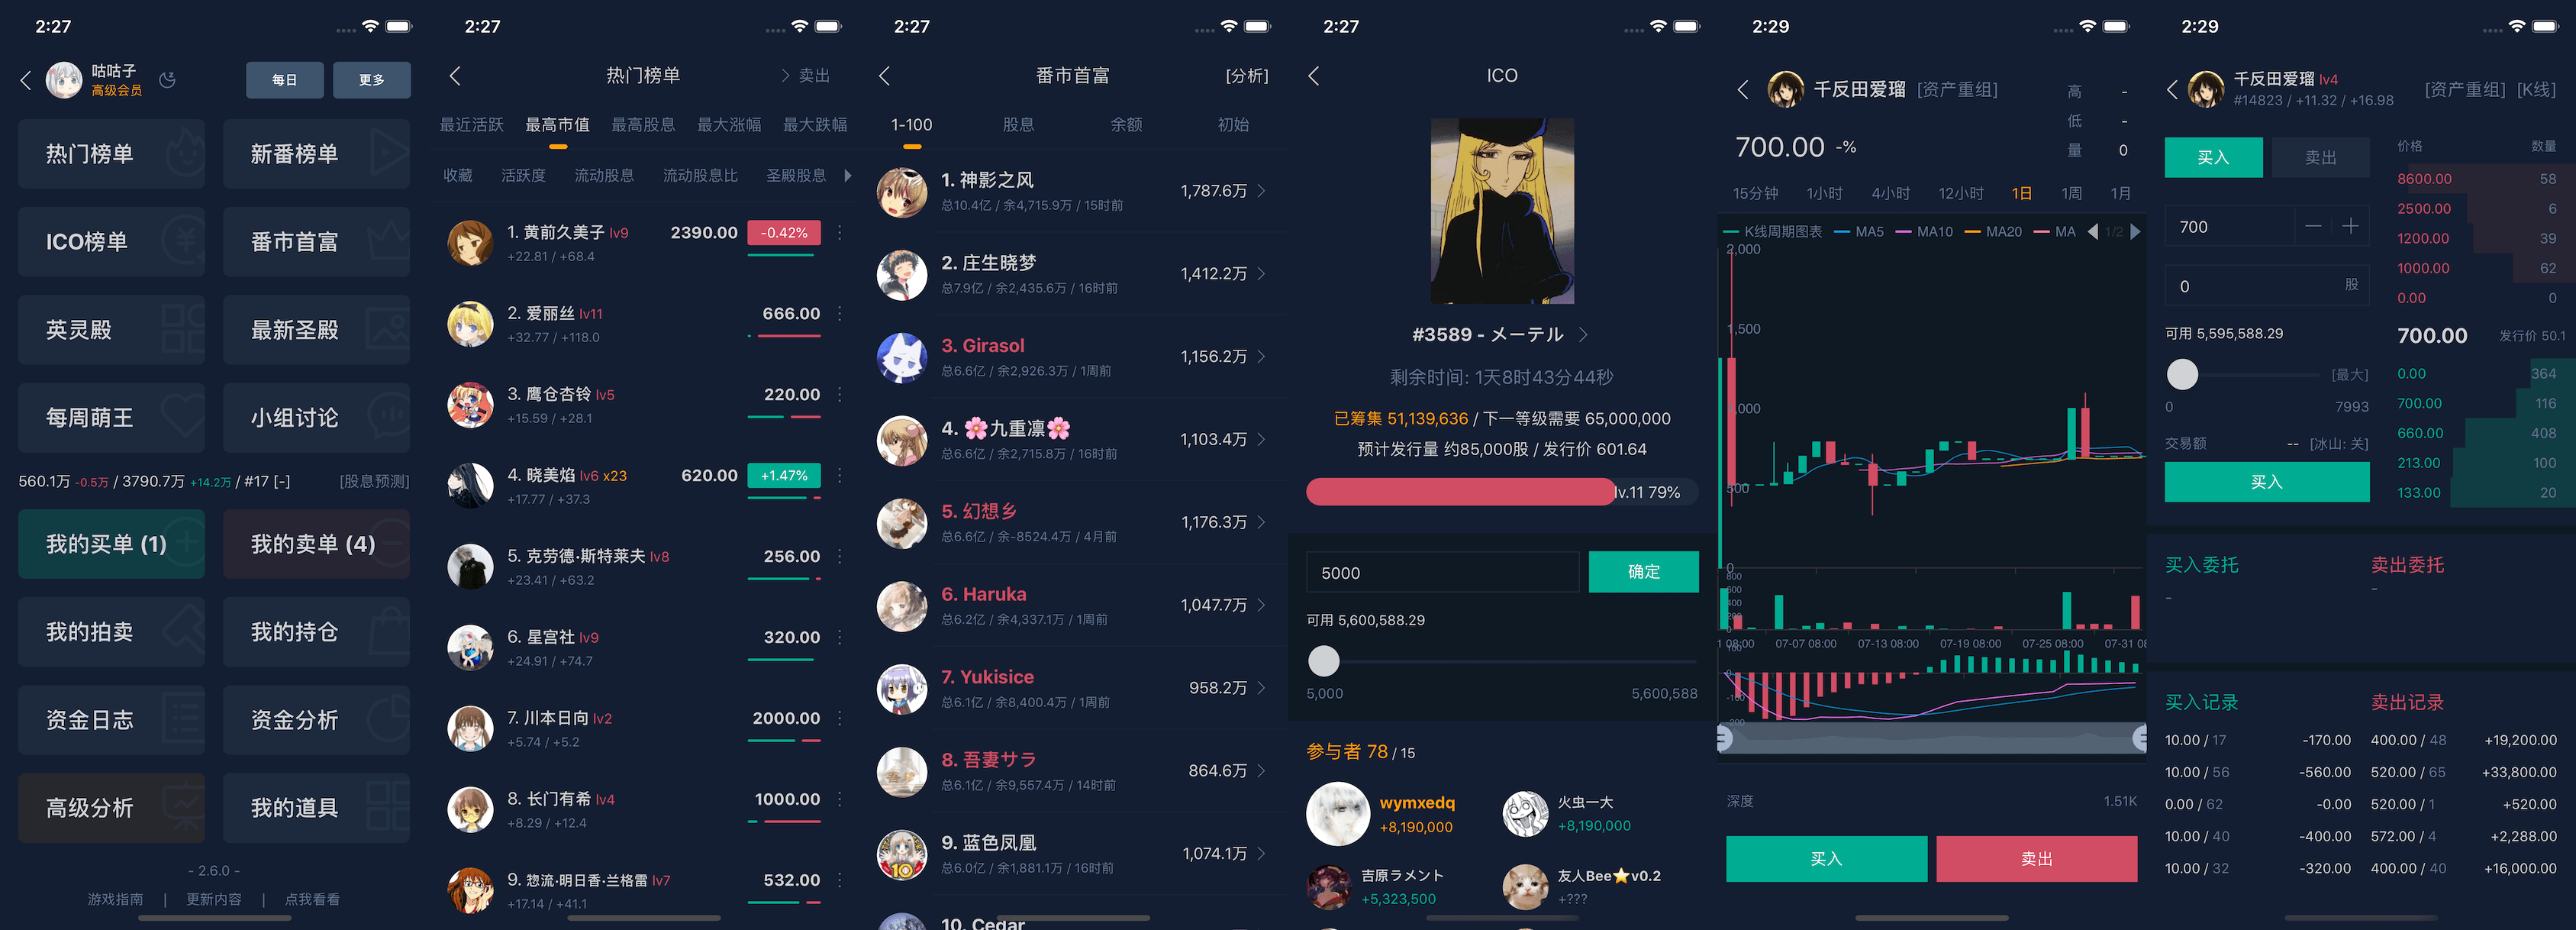 2:27
咕咕子
高级会员
每日
更多
热门榜单
新番榜单
ICO榜单
番市首富
英灵殿
最新圣殿
每周萌王
小组讨论
560.1万 -0.5万 / 3790.7万 +14.2万 / #17 [-]
[股息预测]
我的买单 (1)
我的卖单 (4)
我的拍卖
我的持仓
资金日志
资金分析
高级分析
我的道具
- 2.6.0 -
游戏指南 | 更新内容 | 点我看看
2:27
热门榜单
卖出
最近活跃 最高市值 最高股息 最大涨幅 最大跌幅
收藏 活跃度 流动股息 流动股息比 圣殿股息
1. 黄前久美子 lv9 2390.00 -0.42%
+22.81 / +68.4
2. 爱丽丝 lv11 666.00
+32.77 / +118.0
3. 鹰仓杏铃 lv5 220.00
+15.59 / +28.1
4. 晓美焰 lv6 x23 620.00 +1.47%
+17.77 / +37.3
5. 克劳德·斯特莱夫 lv8 256.00
+23.41 / +63.2
6. 星宫社 lv9 320.00
+24.91 / +74.7
7. 川本日向 lv2 2000.00
+5.74 / +5.2
8. 长门有希 lv4 1000.00
+8.29 / +12.4
9. 惣流·明日香·兰格雷 lv7 532.00
+17.14 / +41.1
2:27
番市首富
[分析]
1-100 股息 余额 初始
1. 神影之风 1,787.6万
总10.4亿 / 余4,715.9万 / 15时前
2. 庄生晓梦 1,412.2万
总7.9亿 / 余2,435.6万 / 16时前
3. Girasol 1,156.2万
总6.6亿 / 余2,926.3万 / 1周前
4. 🌸九重凛🌸 1,103.4万
总6.6亿 / 余2,715.8万 / 16时前
5. 幻想乡 1,176.3万
总6.6亿 / 余-8524.4万 / 4月前
6. Haruka 1,047.7万
总6.2亿 / 余4,337.1万 / 1周前
7. Yukisice 958.2万
总6.1亿 / 余8,400.4万 / 1周前
8. 吾妻サラ 864.6万
总6.1亿 / 余9,557.4万 / 14时前
9. 蓝色凤凰 1,074.1万
总6.0亿 / 余1,881.1万 / 16时前
10. Cedar
2:27
ICO
#3589 - メーテル
剩余时间: 1天8时43分44秒
已筹集 51,139,636 / 下一等级需要 65,000,000
预计发行量 约85,000股 / 发行价 601.64
lv.11 79%
5000
确定
可用 5,600,588.29
5,000 5,600,588
参与者 78 / 15
wymxedq
+8,190,000
火虫一大
+8,190,000
吉原ラメント
+5,323,500
友人Bee⭐v0.2
+???
2:29
千反田爱瑠 [资产重组]
高 -
低 -
量 0
700.00 -%
15分钟 1小时 4小时 12小时 1日 1周 1月
K线周期图表 MA5 MA10 MA20 MA 1/2
2,000
1,500
1,000
500
0
800
600
400
200
0
1 08:00 07-07 08:00 07-13 08:00 07-19 08:00 07-25 08:00 07-31 08
100
0
-100
-200
深度 1.51K
买入
卖出
2:29
千反田爱瑠 lv4
#14823 / +11.32 / +16.98
[资产重组] [K线]
买入
卖出
700
0 股
可用 5,595,588.29
[最大]
0 7993
交易额 -- [冰山: 关]
买入
价格 数量
8600.00 58
2500.00 6
1200.00 39
1000.00 62
0.00 0
700.00 发行价 50.1
0.00 364
700.00 116
660.00 408
213.00 100
133.00 20
买入委托
-
卖出委托
-
买入记录
10.00 / 17 -170.00
10.00 / 56 -560.00
0.00 / 62 -0.00
10.00 / 40 -400.00
10.00 / 32 -320.00
卖出记录
400.00 / 48 +19,200.00
520.00 / 65 +33,800.00
520.00 / 1 +520.00
572.00 / 4 +2,288.00
400.00 / 40 +16,000.00